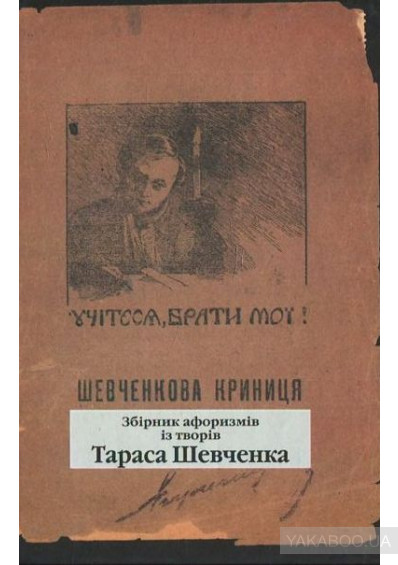 УЧІТЕСЯ, БРАТИ МОЇ!
ШЕВЧЕНКОВА КРИНИЦЯ
Збірник афоризмів
із творів
Тараса Шевченка
YAKABOO.UA